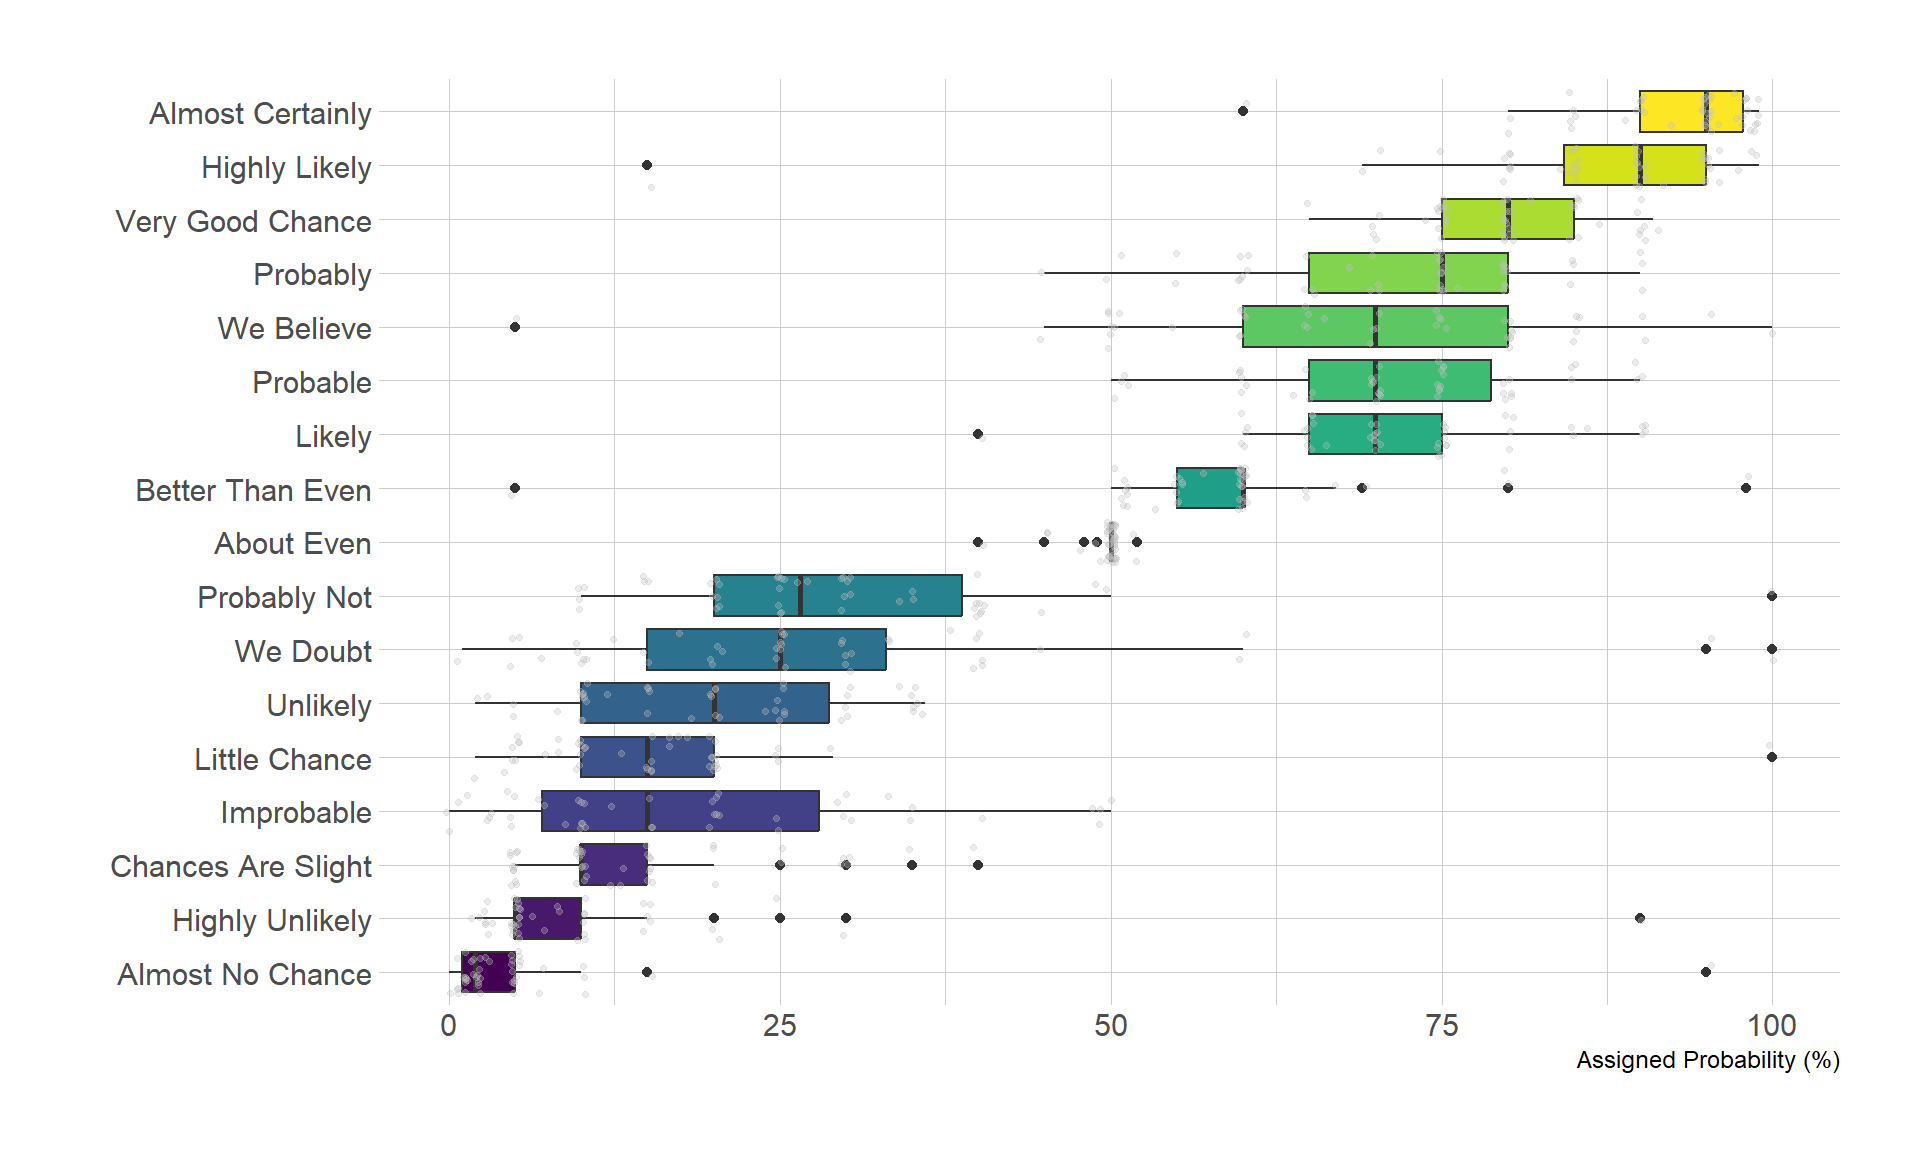 Almost Certainly
Highly Likely
Very Good Chance
Probably
We Believe
Probable
Likely
Better Than Even
About Even
Probably Not
We Doubt
Unlikely
Little Chance
Improbable
Chances Are Slight
Highly Unlikely
Almost No Chance
0 25 50 75 100
Assigned Probability (%)